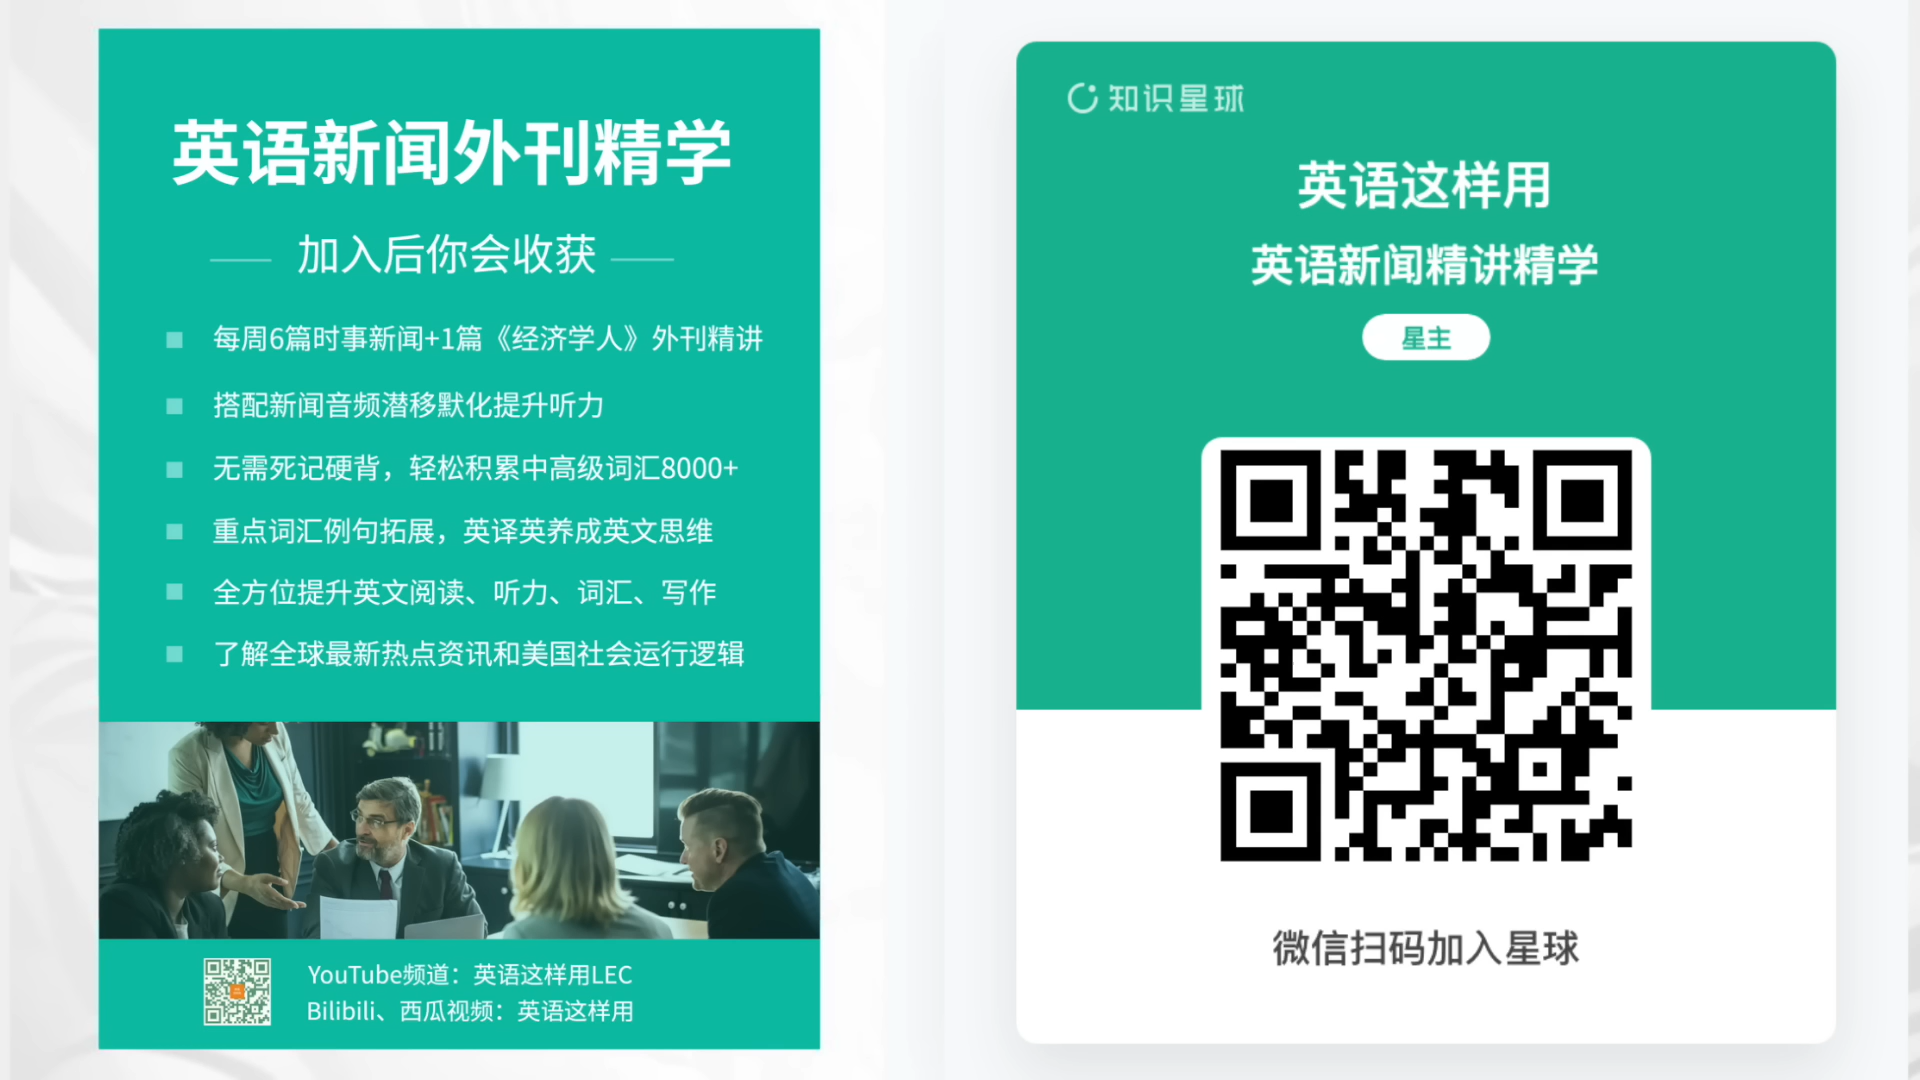 英语新闻外刊精学
加入后你会收获
每周6篇时事新闻+1篇《经济学人》外刊精讲
搭配新闻音频潜移默化提升听力
无需死记硬背，轻松积累中高级词汇8000+
重点词汇例句拓展，英译英养成英文思维
全方位提升英文阅读、听力、词汇、写作
了解全球最新热点资讯和美国社会运行逻辑
YouTube频道：英语这样用LEC
Bilibili、西瓜视频：英语这样用
知识星球
英语这样用
英语新闻精讲精学
星主
微信扫码加入星球